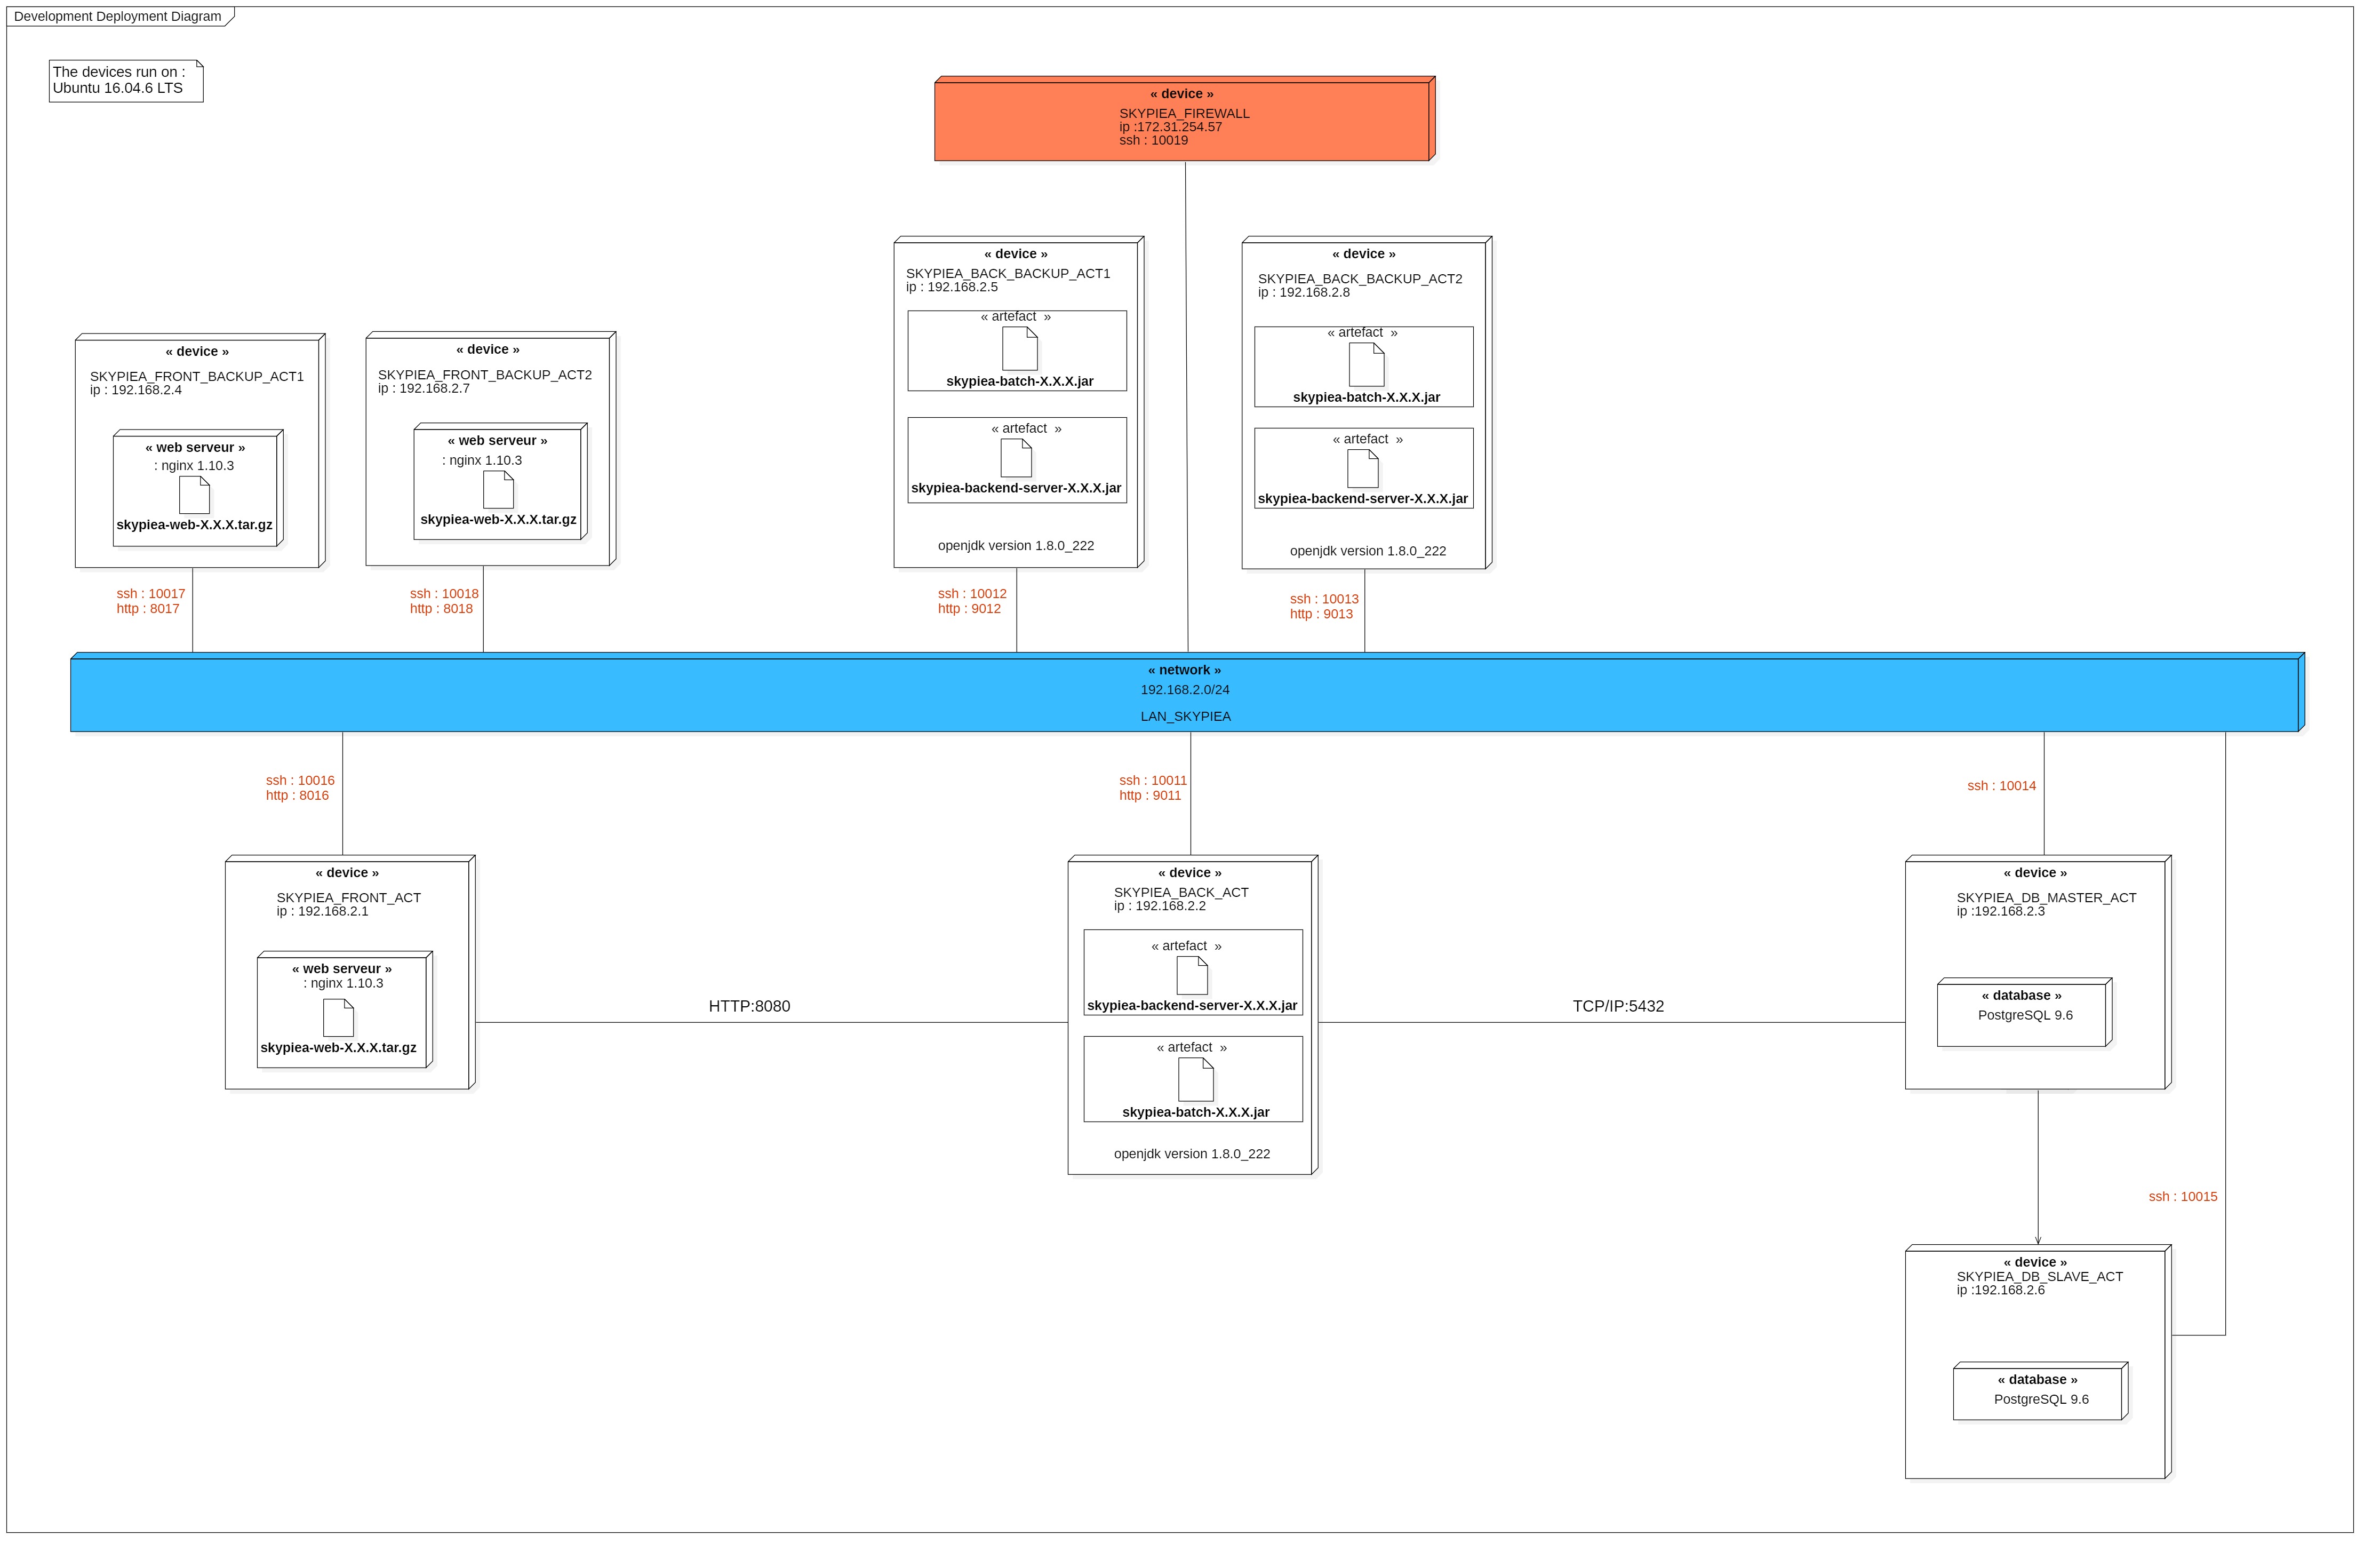 Development Deployment Diagram
The devices run on :
Ubuntu 16.04.6 LTS
« device »
SKYPIEA_FIREWALL
ip :172.31.254.57
ssh : 10019
« device »
SKYPIEA_BACK_BACKUP_ACT1
ip : 192.168.2.5
« artefact  »
skypiea-batch-X.X.X.jar
« artefact  »
skypiea-backend-server-X.X.X.jar
openjdk version 1.8.0_222
« device »
SKYPIEA_BACK_BACKUP_ACT2
ip : 192.168.2.8
« artefact  »
skypiea-batch-X.X.X.jar
« artefact  »
skypiea-backend-server-X.X.X.jar
openjdk version 1.8.0_222
« device »
SKYPIEA_FRONT_BACKUP_ACT1
ip : 192.168.2.4
« web serveur »
: nginx 1.10.3
skypiea-web-X.X.X.tar.gz
« device »
SKYPIEA_FRONT_BACKUP_ACT2
ip : 192.168.2.7
« web serveur »
: nginx 1.10.3
skypiea-web-X.X.X.tar.gz
ssh : 10017
http : 8017
ssh : 10018
http : 8018
ssh : 10012
http : 9012
ssh : 10013
http : 9013
« network »
192.168.2.0/24
LAN_SKYPIEA
ssh : 10016
http : 8016
ssh : 10011
http : 9011
ssh : 10014
« device »
SKYPIEA_FRONT_ACT
ip : 192.168.2.1
« web serveur »
: nginx 1.10.3
skypiea-web-X.X.X.tar.gz
HTTP:8080
« device »
SKYPIEA_BACK_ACT
ip : 192.168.2.2
« artefact  »
skypiea-backend-server-X.X.X.jar
« artefact  »
skypiea-batch-X.X.X.jar
openjdk version 1.8.0_222
TCP/IP:5432
« device »
SKYPIEA_DB_MASTER_ACT
ip :192.168.2.3
« database »
PostgreSQL 9.6
ssh : 10015
« device »
SKYPIEA_DB_SLAVE_ACT
ip :192.168.2.6
« database »
PostgreSQL 9.6